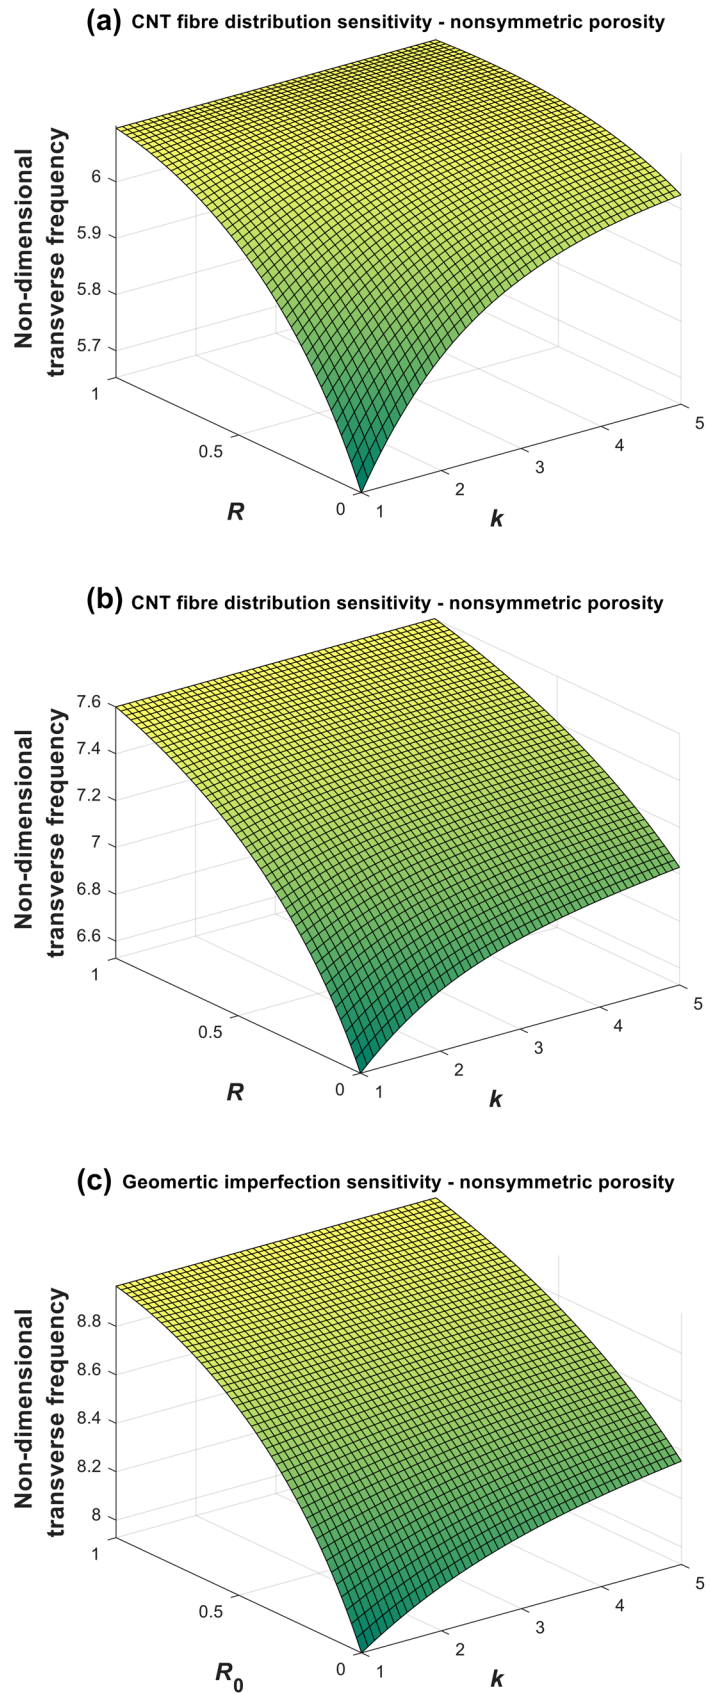 (a) CNT fibre distribution sensitivity - nonsymmetric porosity
Non-dimensional
transverse frequency
6
5.9
5.8
5.7
1
0.5
0
R
1
2
3
4
5
k
(b) CNT fibre distribution sensitivity - nonsymmetric porosity
Non-dimensional
transverse frequency
7.6
7.4
7.2
7
6.8
6.6
1
0.5
0
R
1
2
3
4
5
k
(c) Geomertic imperfection sensitivity - nonsymmetric porosity
Non-dimensional
transverse frequency
8.8
8.6
8.4
8.2
8
1
0.5
0
R0
1
2
3
4
5
k